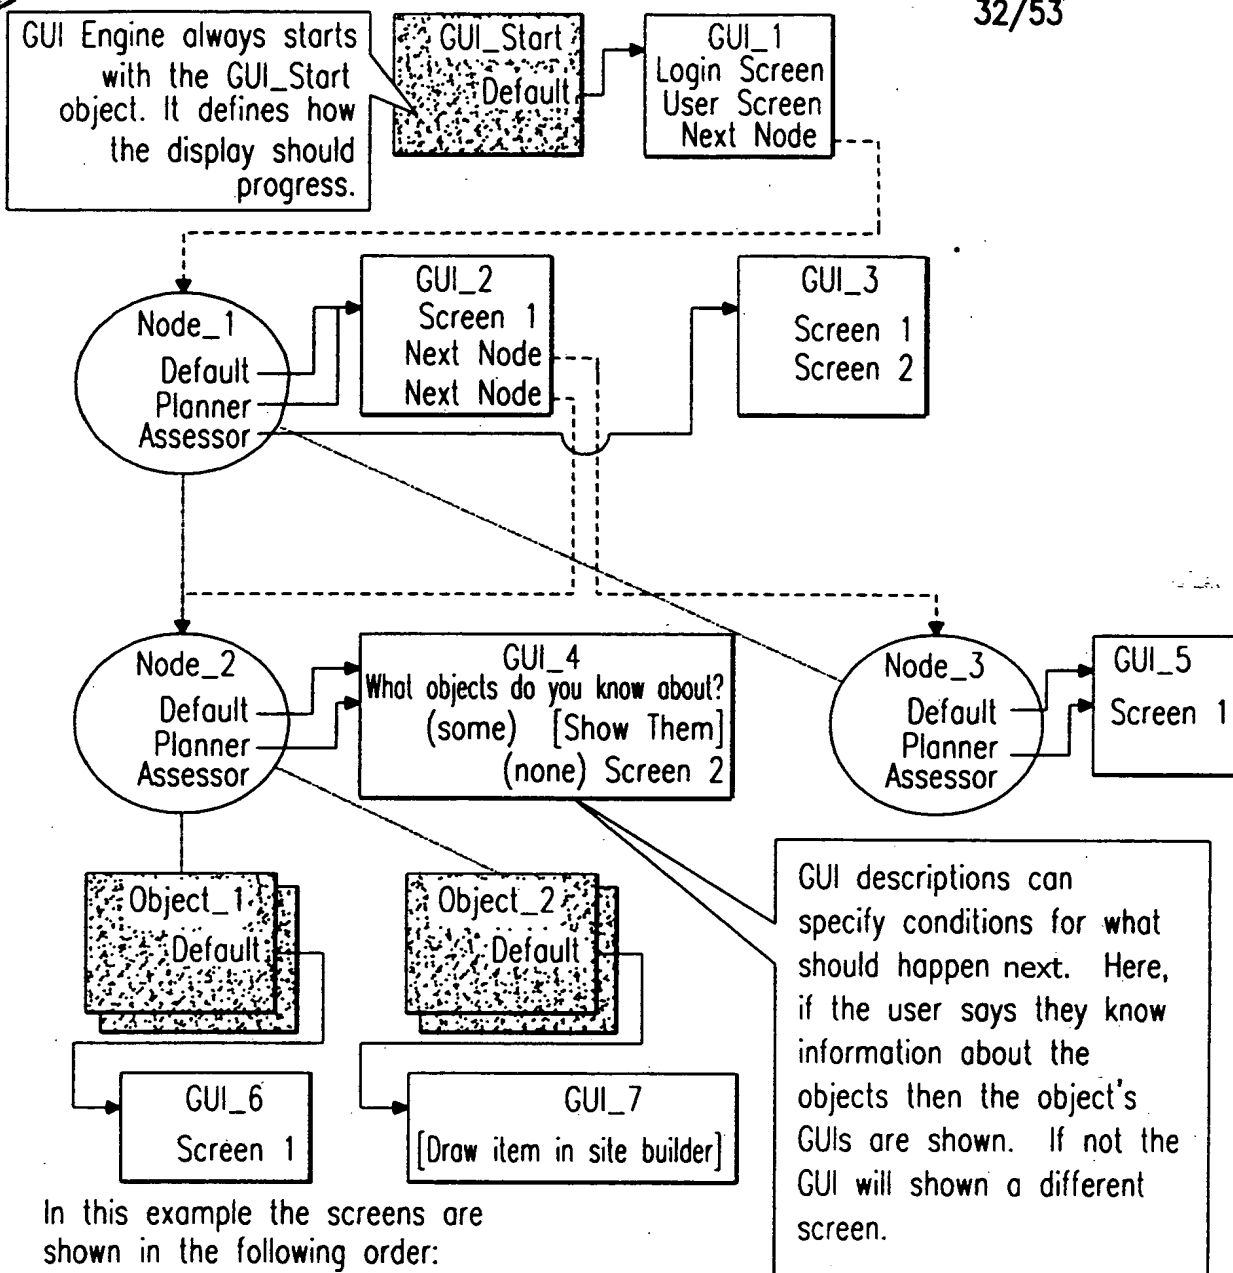 32/53
GUI Engine always starts
with the GUI_Start
object. It defines how
the display should
progress.
GUI_Start
Default
GUI_1
Login Screen
User Screen
Next Node
Node_1
Default
Planner
Assessor
GUI_2
Screen 1
Next Node
Next Node
GUI_3
Screen 1
Screen 2
Node_2
Default
Planner
Assessor
GUI_4
What objects do you know about?
(some) [Show Them]
(none) Screen 2
Node_3
Default
Planner
Assessor
GUI_5
Screen 1
Object_1
Default
Object_2
Default
GUI_6
Screen 1
GUI_7
[Draw item in site builder]
GUI descriptions can
specify conditions for what
should happen next. Here,
if the user says they know
information about the
objects then the object's
GUIs are shown. If not the
GUI will shown a different
screen.
In this example the screens are
shown in the following order: